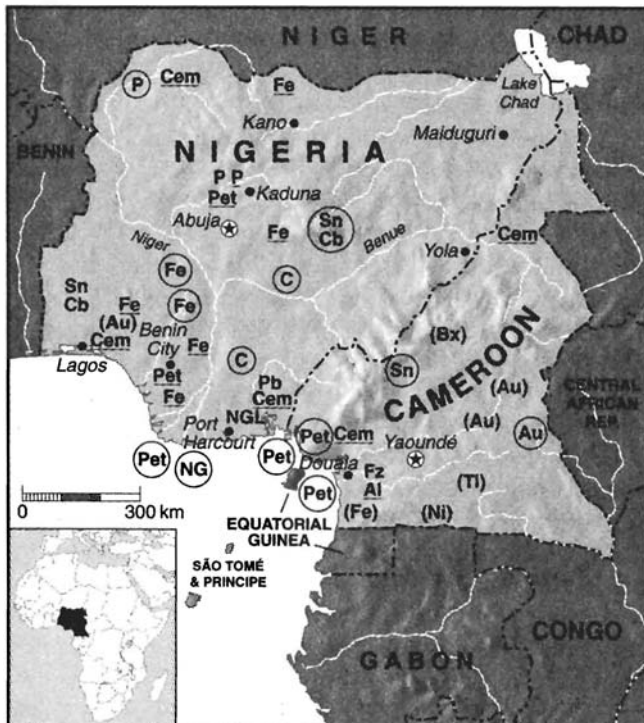 NIGER
CHAD
P
Cem
Fe
Lake
Chad
Kano
Maiduguri
BENIN
NIGERIA
P P
Pet
Kaduna
Abuja
Fe
Sn
Cb
Benue
Niger
Yola
Cem
Fe
C
Sn
Cb
Fe
Fe
(Au)
Cem
Lagos
Benin
City
Fe
Pet
Fe
C
(Bx)
CAMEROON
Sn
Pb
Cem
(Au)
CENTRAL
AFRICAN
REP.
NGL
Port
Harcourt
Pet
Cem
(Au)
Au
Yaoundé
Pet
NG
Pet
Douala
Pet
Fz
Al
(Fe)
(Ti)
(Ni)
0 300 km
EQUATORIAL
GUINEA
SÃO TOMÉ
& PRINCIPE
GABON
CONGO